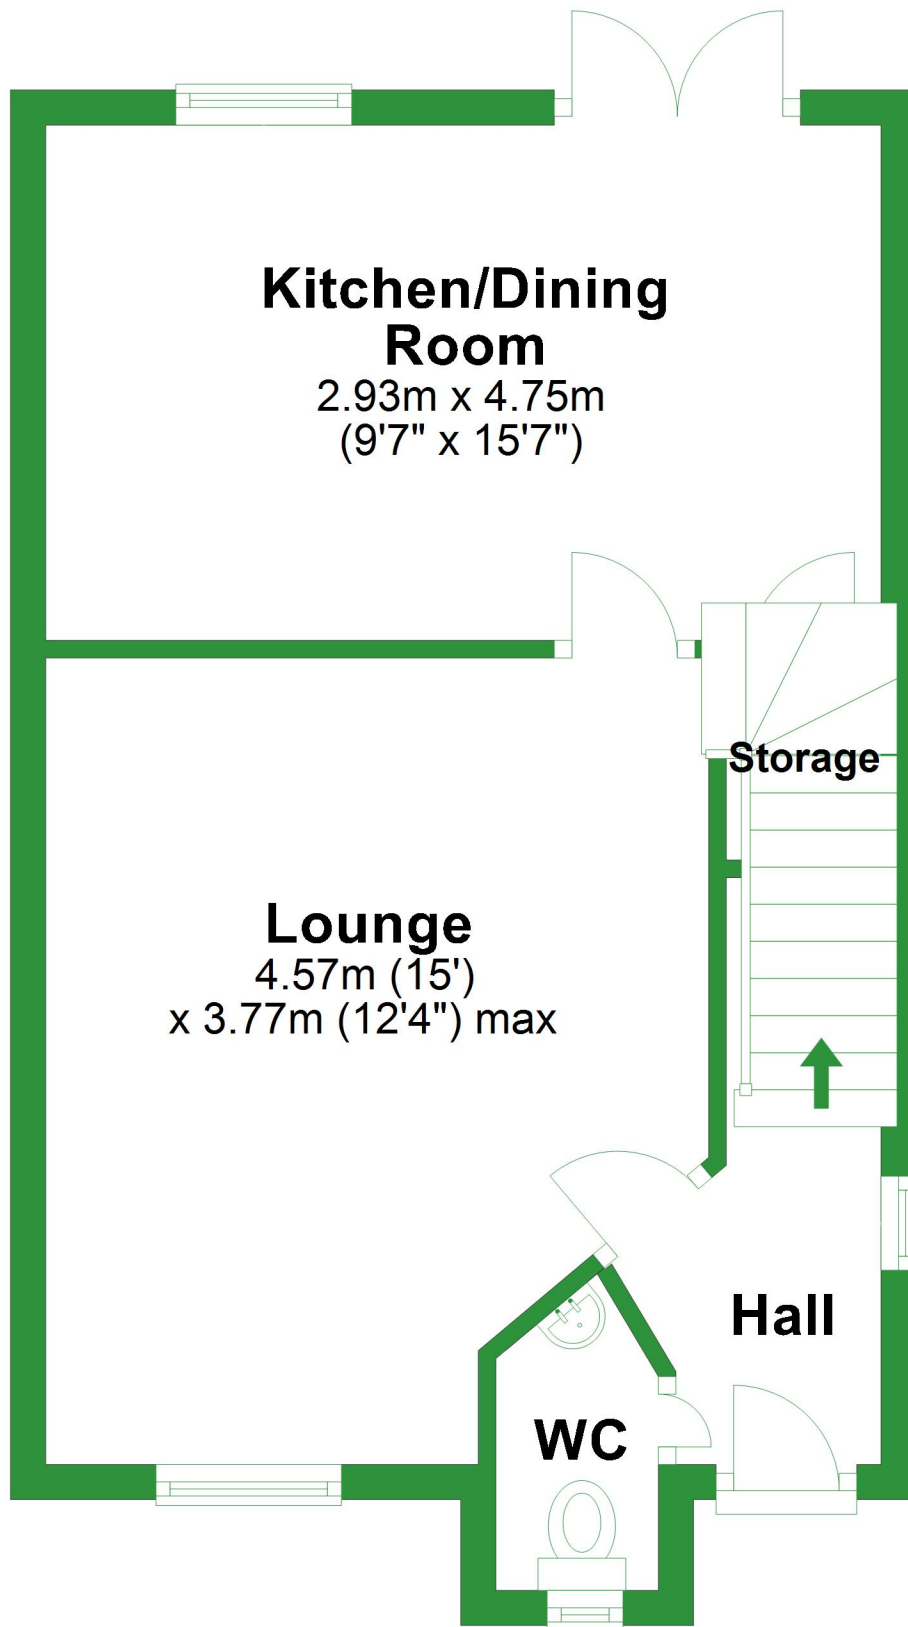 Kitchen/Dining
Room
2.93m x 4.75m
(9'7" x 15'7")
Storage
Lounge
4.57m (15')
x 3.77m (12'4") max
Hall
WC